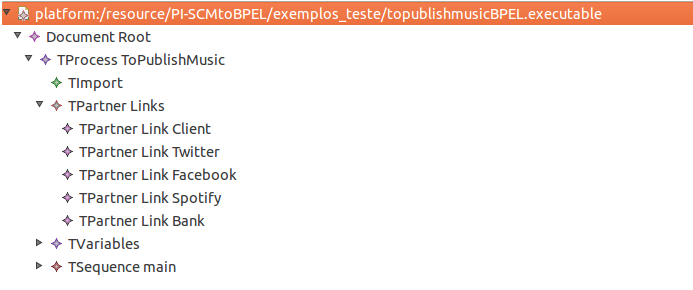 platform:/resource/PI-SCMtoBPEL/exemplos_teste/topublishmusicBPEL.executable
Document Root
TProcess ToPublishMusic
TImport
TPartner Links
TPartner Link Client
TPartner Link Twitter
TPartner Link Facebook
TPartner Link Spotify
TPartner Link Bank
TVariables
TSequence main